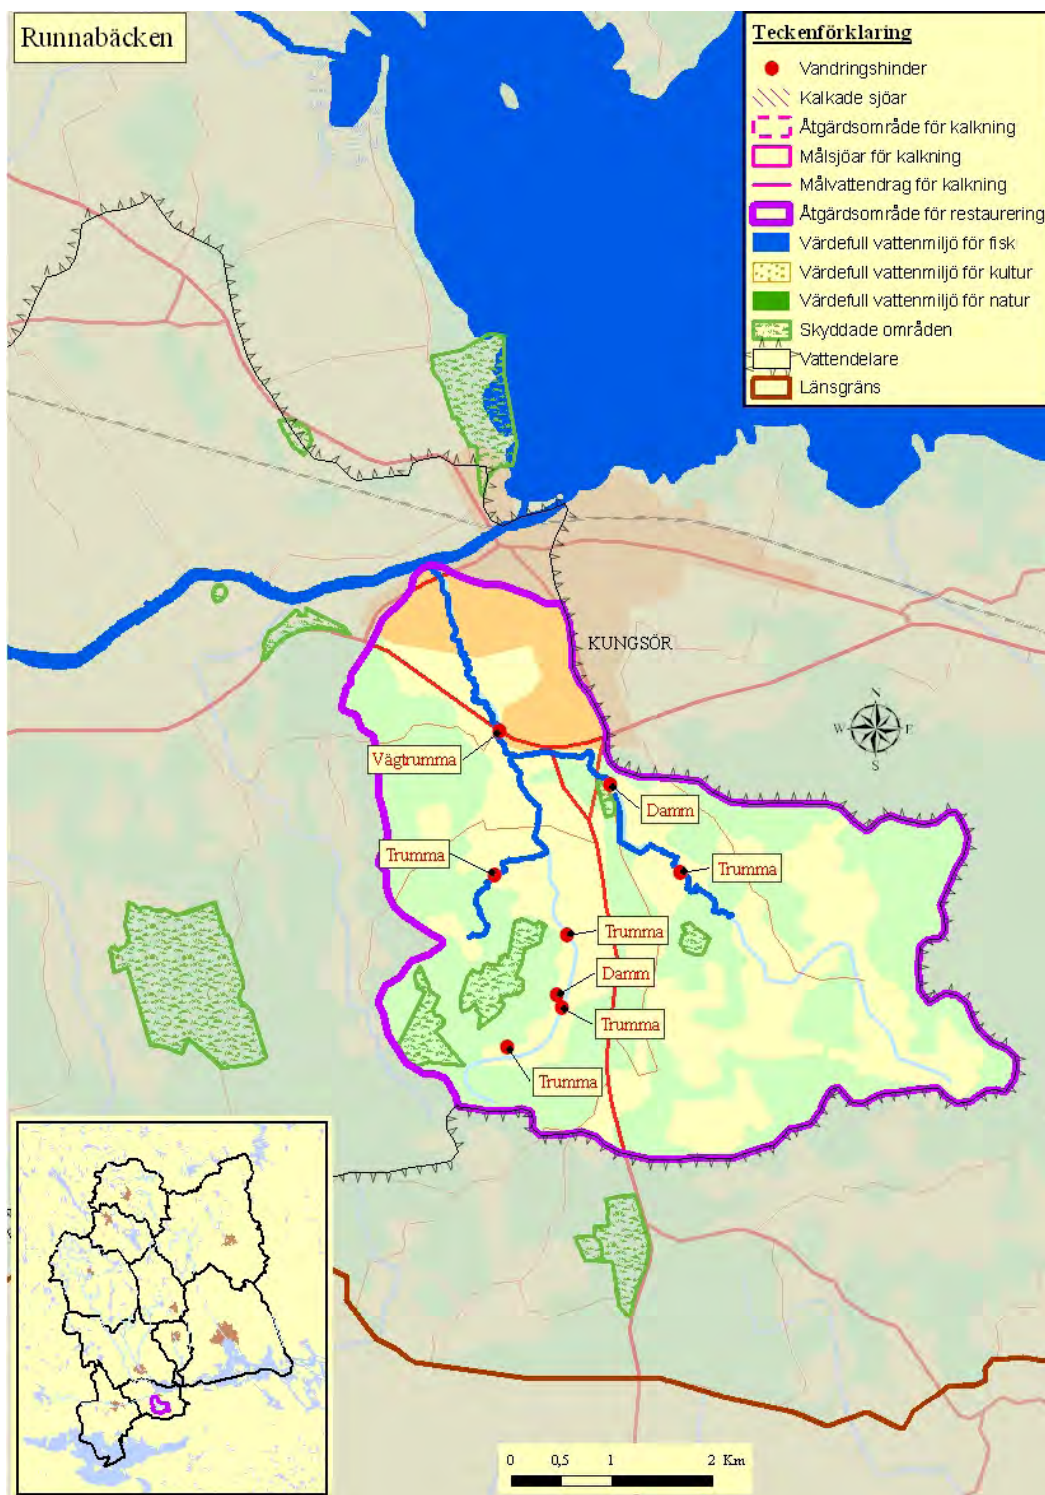 Runnabäcken
Teckenförklaring
Vandringshinder
Kalkade sjöar
Åtgärdsområde för kalkning
Målsjöar för kalkning
Målvattendrag för kalkning
Åtgärdsområde för restaurering
Värdefull vattenmiljö för fisk
Värdefull vattenmiljö för kultur
Värdefull vattenmiljö för natur
Skyddade områden
Vattendelare
Länsgräns
KUNGSÖR
N
W E
S
Vägtrumma
Damm
Trumma
Trumma
Trumma
Damm
Trumma
Trumma
0 0,5 1 2 Km